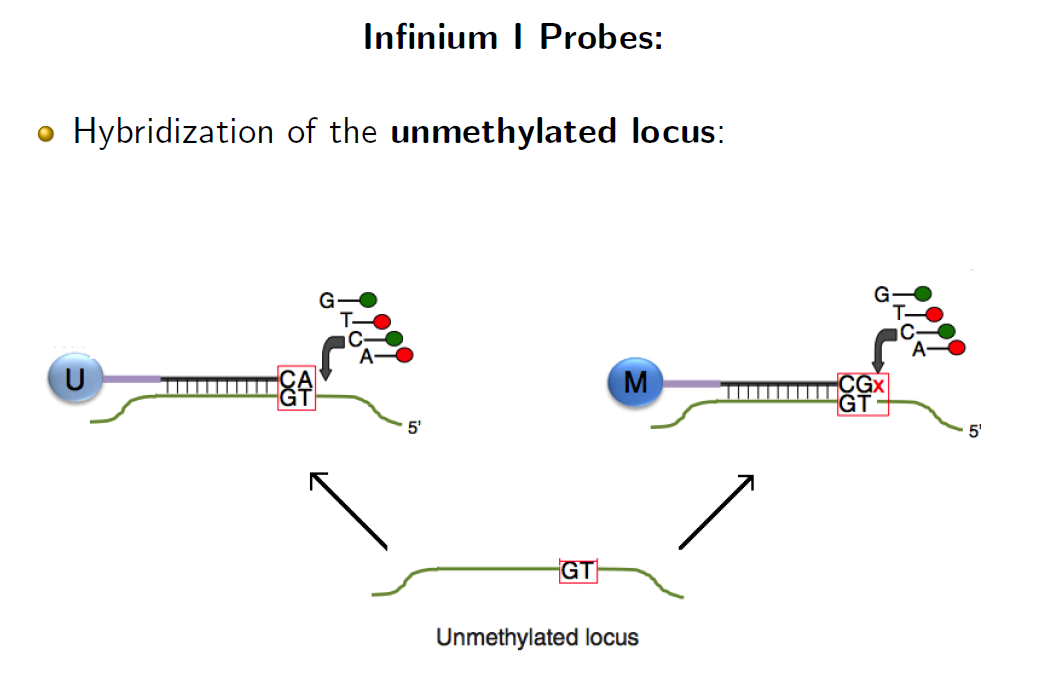 Infinium I Probes:
Hybridization of the unmethylated locus:
G
T
C
A
U
CA
GT
5'
G
T
C
A
M
CGx
GT
5'
GT
Unmethylated locus